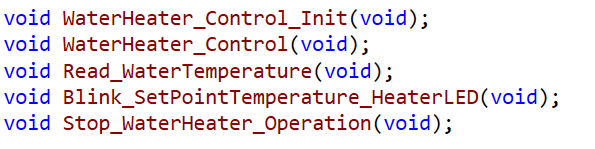 void WaterHeater_Control_Init(void);
void WaterHeater_Control(void);
void Read_WaterTemperature(void);
void Blink_SetPointTemperature_HeaterLED(void);
void Stop_WaterHeater_Operation(void);